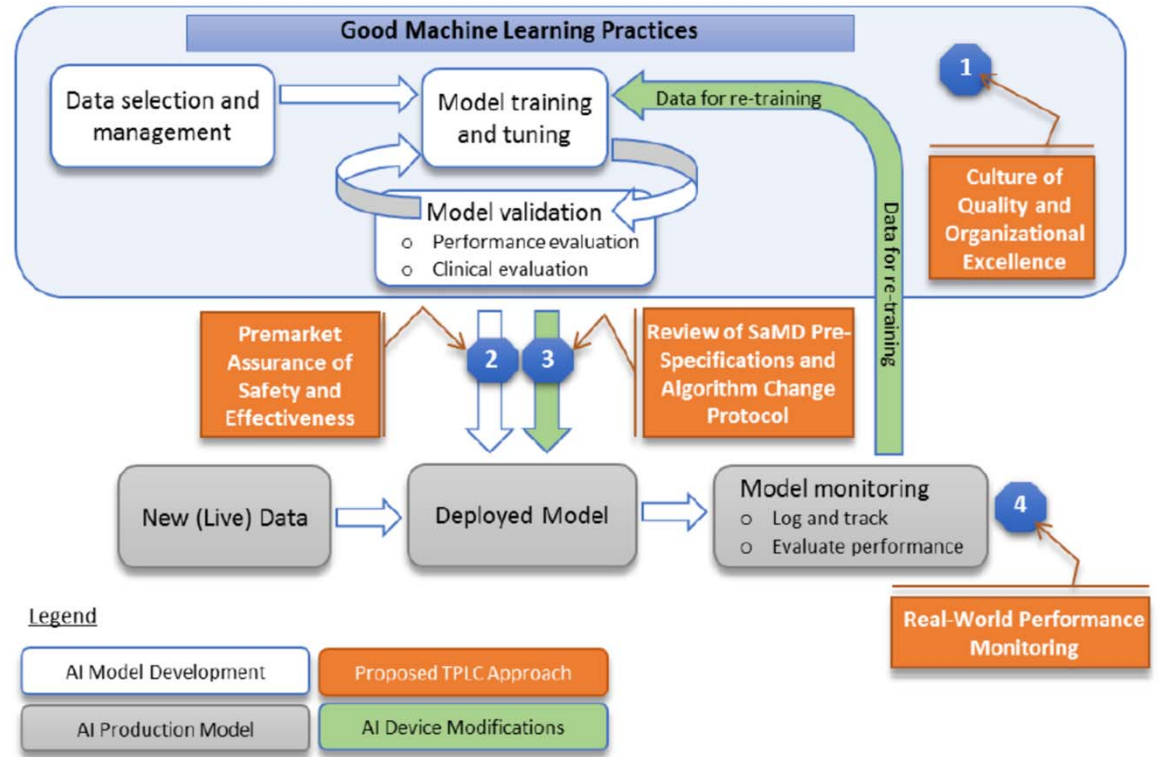 Good Machine Learning Practices
Data selection and
management
Model training
and tuning
Data for re-training
1
Culture of
Quality and
Organizational
Excellence
Model validation
o Performance evaluation
o Clinical evaluation
Data for re-training
Premarket
Assurance of
Safety and
Effectiveness
2
3
Review of SaMD Pre-
Specifications and
Algorithm Change
Protocol
New (Live) Data
Deployed Model
Model monitoring
o Log and track
o Evaluate performance
4
Real-World Performance
Monitoring
Legend
AI Model Development
Proposed TPLC Approach
AI Production Model
AI Device Modifications